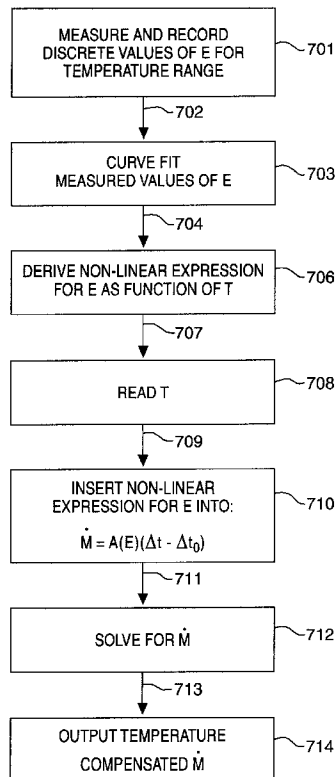 MEASURE AND RECORD
DISCRETE VALUES OF E FOR
TEMPERATURE RANGE
701
702
CURVE FIT
MEASURED VALUES OF E
703
704
DERIVE NON-LINEAR EXPRESSION
FOR E AS FUNCTION OF T
706
707
READ T
708
709
INSERT NON-LINEAR
EXPRESSION FOR E INTO:
Ṁ = A(E)(Δt - Δt₀)
710
711
SOLVE FOR Ṁ
712
713
OUTPUT TEMPERATURE
COMPENSATED Ṁ
714